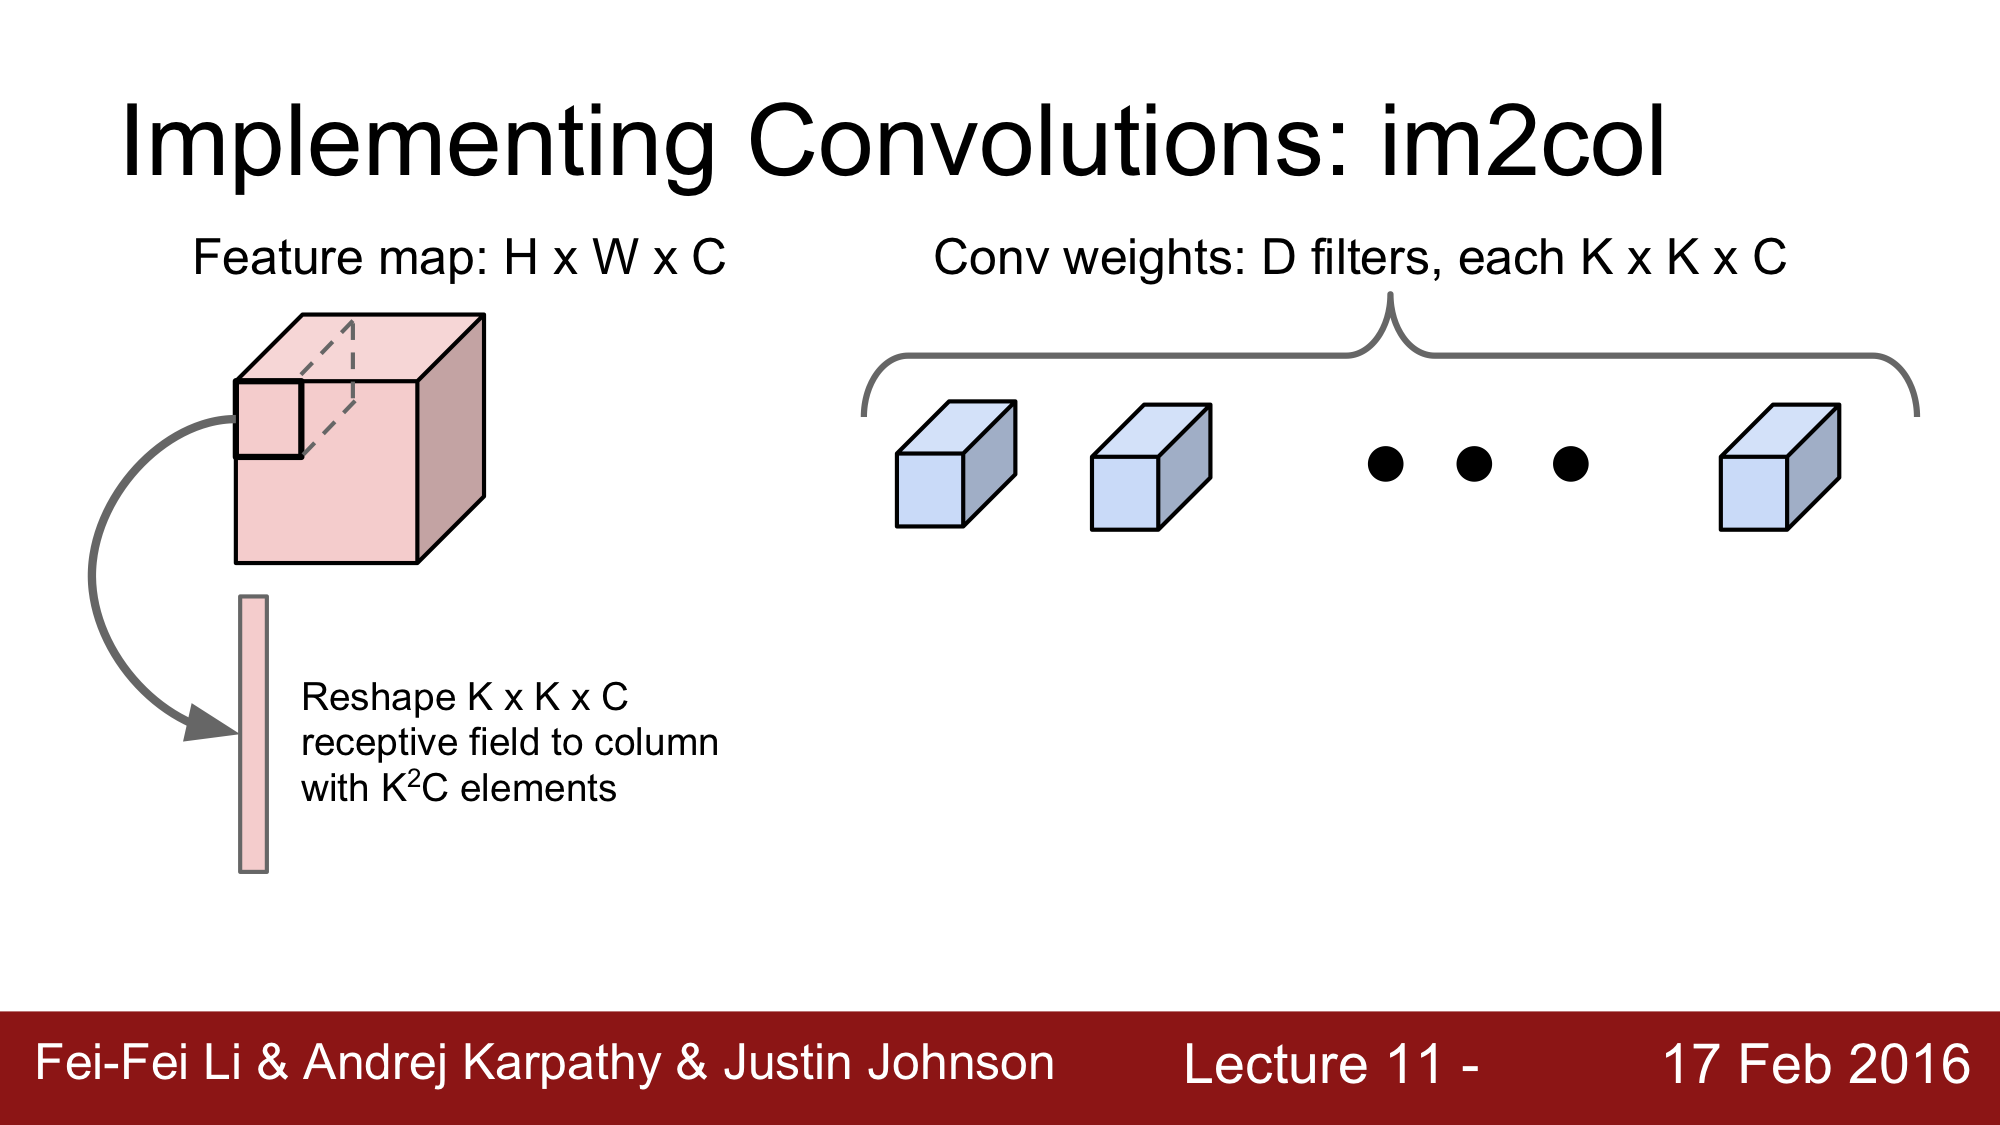 Implementing Convolutions: im2col
Feature map: H x W x C
Conv weights: D filters, each K x K x C
Reshape K x K x C
receptive field to column
with K²C elements
Fei-Fei Li & Andrej Karpathy & Justin Johnson
Lecture 11 -
17 Feb 2016